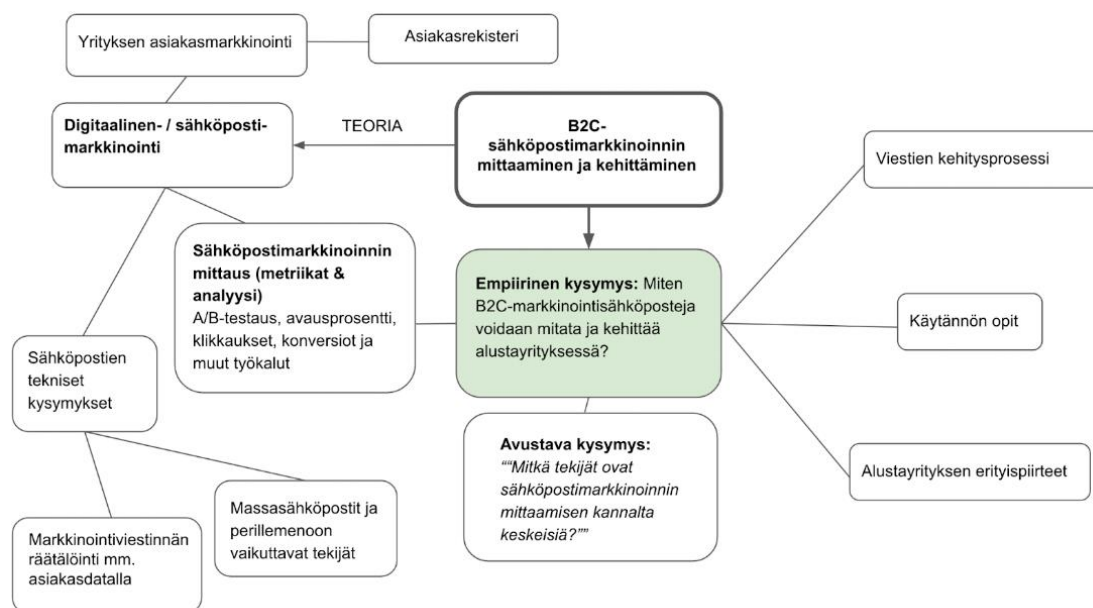 Yrityksen asiakasmarkkinointi
Asiakasrekisteri
Digitaalinen- / sähköposti-
markkinointi
TEORIA
B2C-
sähköpostimarkkinoinnin
mittaaminen ja kehittäminen
Viestien kehitysprosessi
Sähköpostimarkkinoinnin
mittaus (metriikat &
analyysi)
A/B-testaus, avausprosentti,
klikkaukset, konversiot ja
muut työkalut
Empiirinen kysymys: Miten
B2C-markkinointisähköposteja
voidaan mitata ja kehittää
alustayrityksessä?
Käytännön opit
Sähköpostien
tekniset
kysymykset
Avustava kysymys:
""Mitkä tekijät ovat
sähköpostimarkkinoinnin
mittaamisen kannalta
keskeisiä?""
Alustayrityksen erityispiirteet
Markkinointiviestinnän
räätälöinti mm.
asiakasdatalla
Massasähköpostit ja
perillemenoon
vaikuttavat tekijät